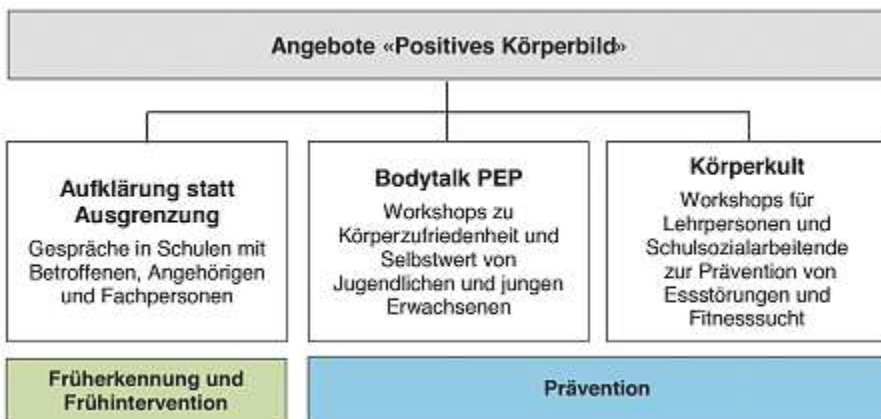 Angebote «Positives Körperbild»
Aufklärung statt
Ausgrenzung
Gespräche in Schulen mit
Betroffenen, Angehörigen
und Fachpersonen
Bodytalk PEP
Workshops zu
Körperzufriedenheit und
Selbstwert von
Jugendlichen und jungen
Erwachsenen
Körperkult
Workshops für
Lehrpersonen und
Schulsozialarbeitende
zur Prävention von
Essstörungen und
Fitnesssucht
Früherkennung und
Frühintervention
Prävention